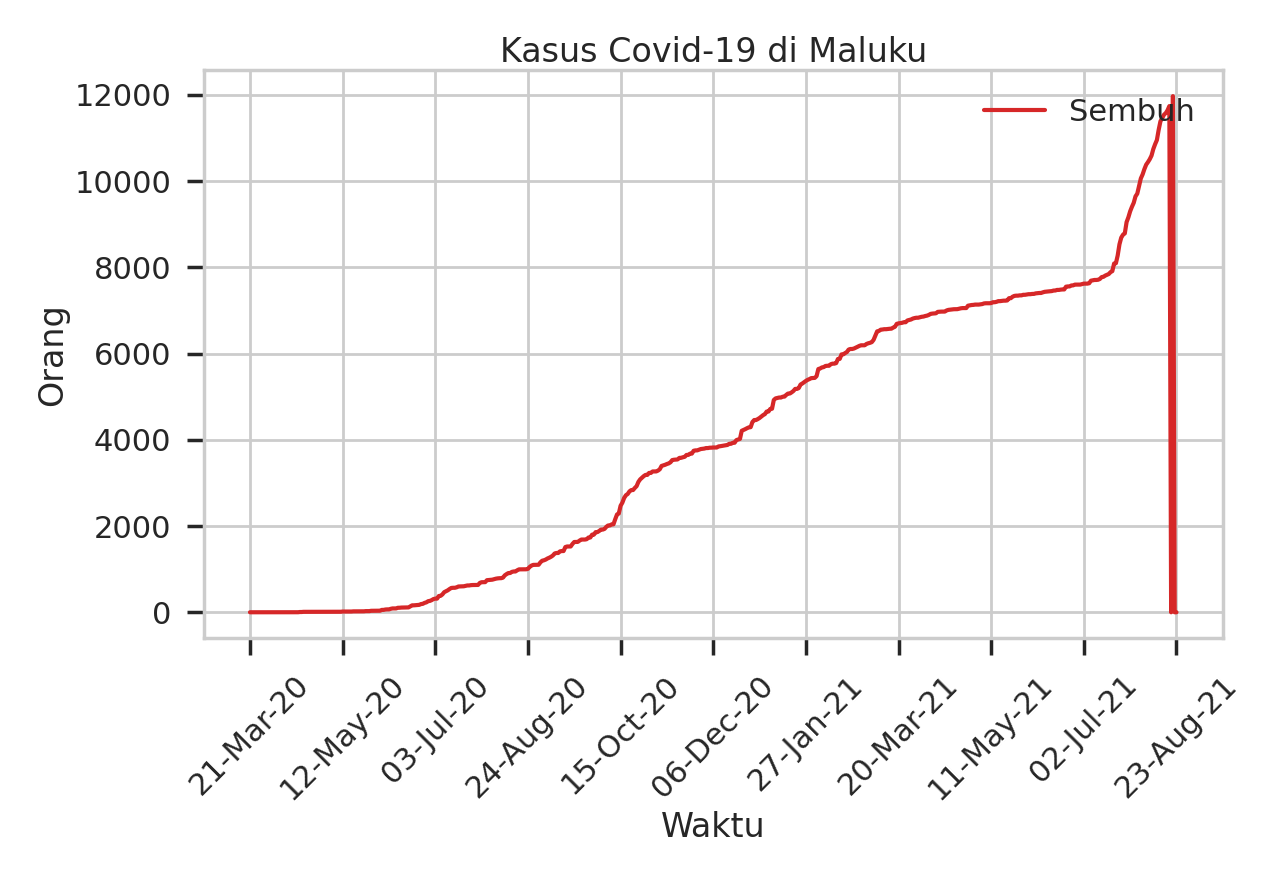 Kasus Covid-19 di Maluku
Sembuh
12000
10000
8000
6000
4000
2000
0
Orang
21-Mar-20
12-May-20
03-Jul-20
24-Aug-20
15-Oct-20
06-Dec-20
27-Jan-21
20-Mar-21
11-May-21
02-Jul-21
23-Aug-21
Waktu